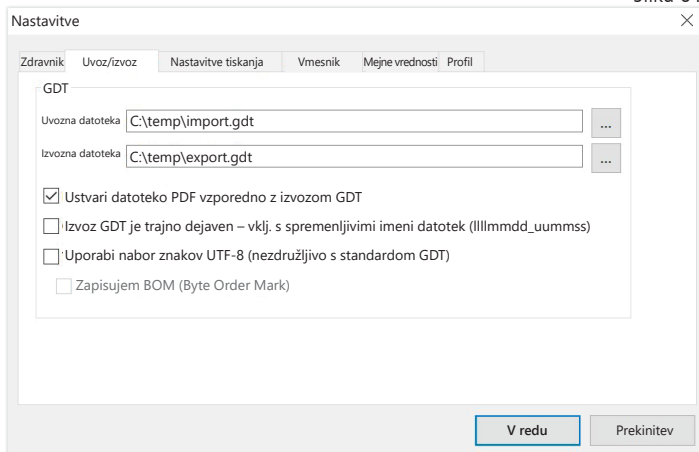 Nastavitve
Zdravnik Uvoz/izvoz Nastavitve tiskanja Vmesnik Mejne vrednosti Profil
GDT
Uvozna datoteka C:\temp\import.gdt ...
Izvozna datoteka C:\temp\export.gdt ...
Ustvari datoteko PDF vzporedno z izvozom GDT
Izvoz GDT je trajno dejaven – vklj. s spremenljivimi imeni datotek (llllmmdd_uummss)
Uporabi nabor znakov UTF-8 (nezdružljivo s standardom GDT)
Zapisujem BOM (Byte Order Mark)
V redu Prekinitev